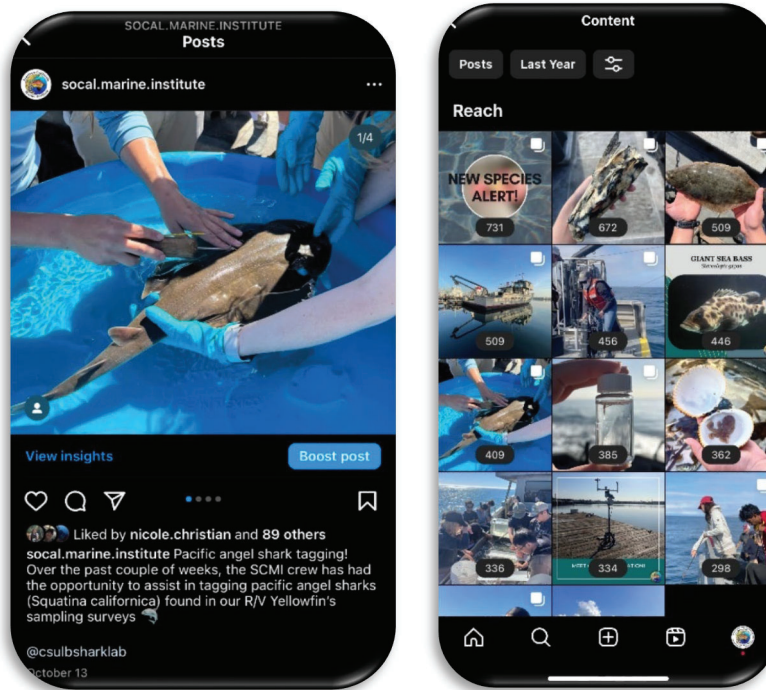 SOCAL.MARINE.INSTITUTE
Posts
socal.marine.institute
1/4
View insights
Boost post
Liked by nicole.christian and 89 others
socal.marine.institute Pacific angel shark tagging!
Over the past couple of weeks, the SCMI crew has had
the opportunity to assist in tagging pacific angel sharks
(Squatina californica) found in our R/V Yellowfin's
sampling surveys
@csulbsharklab
October 13
Content
Posts
Last Year
Reach
NEW SPECIES
ALERT!
731
672
509
509
456
GIANT SEA BASS
446
409
385
362
336
334
298